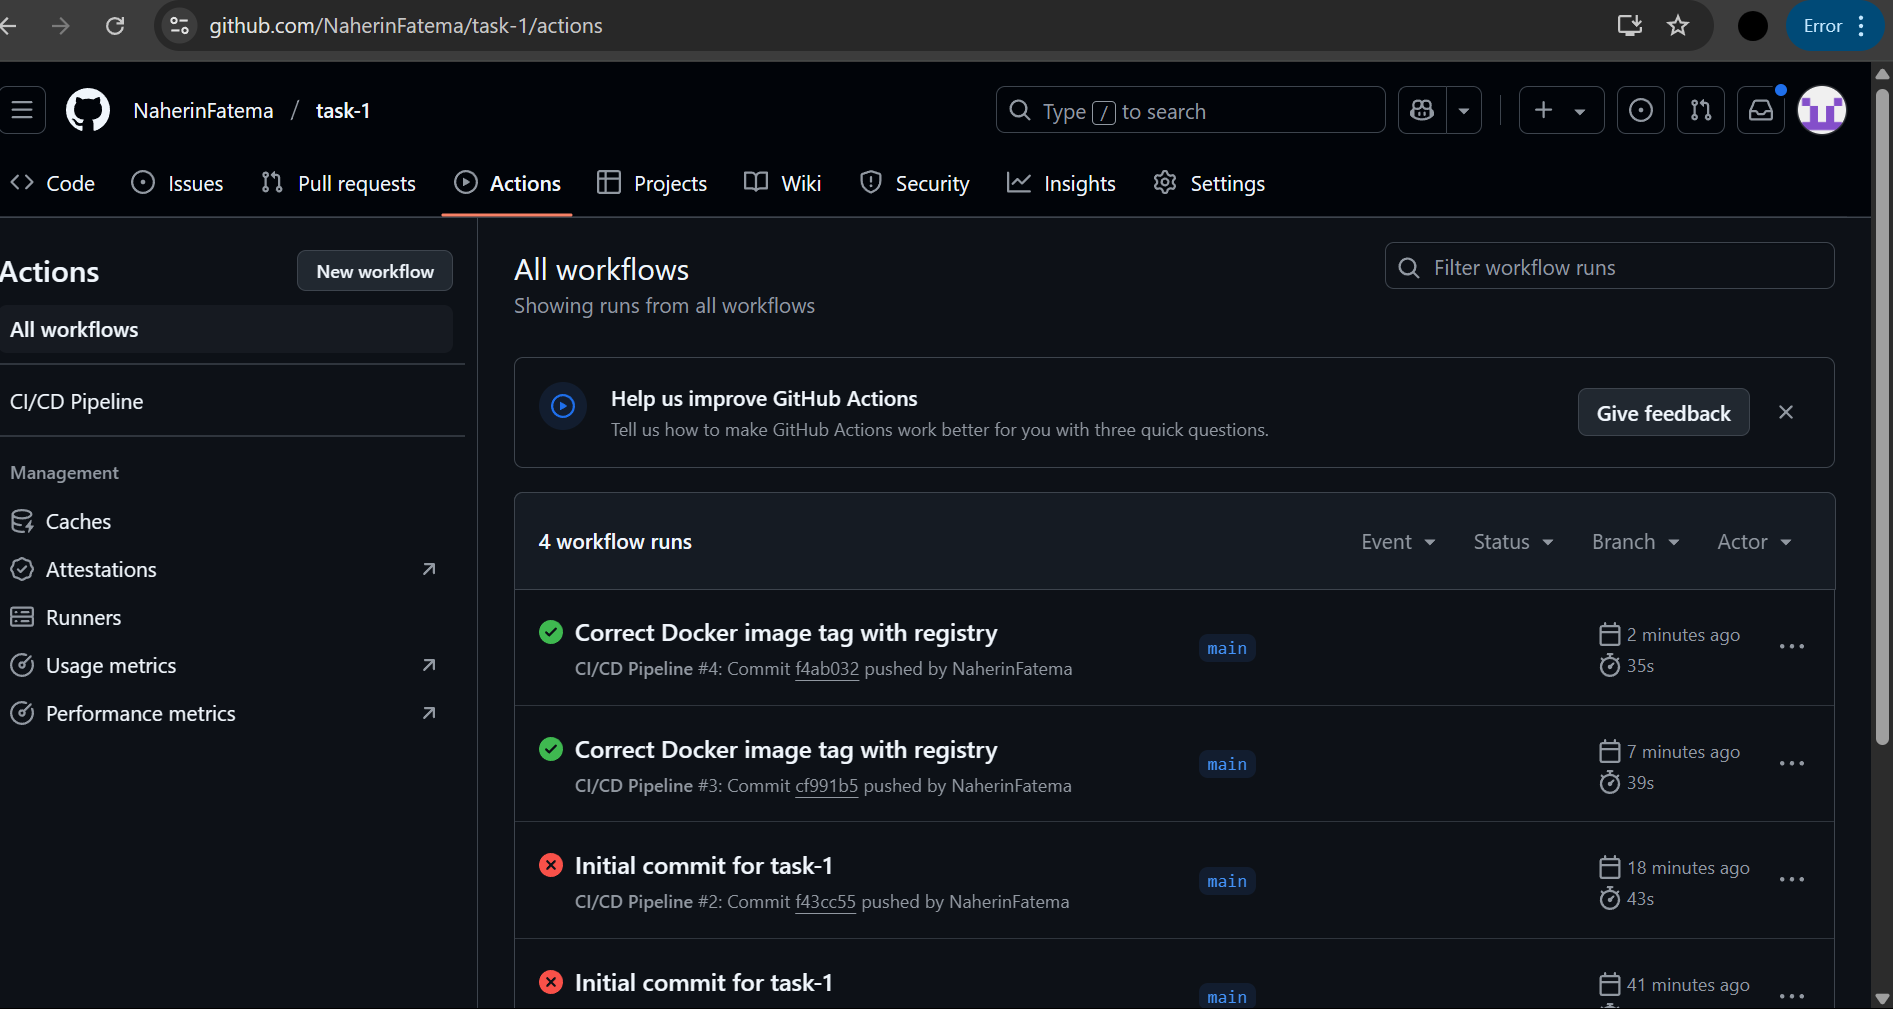 github.com/NaherinFatema/task-1/actions
Error
NaherinFatema / task-1
Type / to search
Code
Issues
Pull requests
Actions
Projects
Wiki
Security
Insights
Settings
Actions
New workflow
All workflows
CI/CD Pipeline
Management
Caches
Attestations
Runners
Usage metrics
Performance metrics
All workflows
Showing runs from all workflows
Filter workflow runs
Help us improve GitHub Actions
Tell us how to make GitHub Actions work better for you with three quick questions.
Give feedback
4 workflow runs
Event
Status
Branch
Actor
Correct Docker image tag with registry
CI/CD Pipeline #4: Commit f4ab032 pushed by NaherinFatema
main
2 minutes ago
35s
Correct Docker image tag with registry
CI/CD Pipeline #3: Commit cf991b5 pushed by NaherinFatema
main
7 minutes ago
39s
Initial commit for task-1
CI/CD Pipeline #2: Commit f43cc55 pushed by NaherinFatema
main
18 minutes ago
43s
Initial commit for task-1
main
41 minutes ago